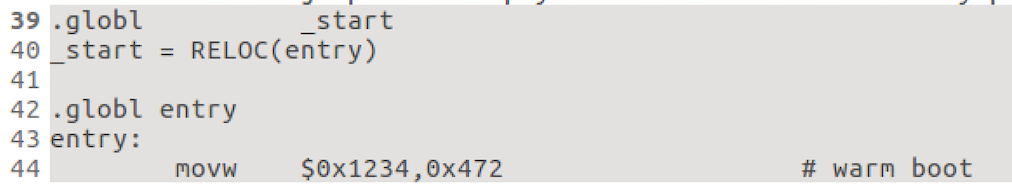 39 .globl		_start
40 _start = RELOC(entry)
41
42 .globl entry
43 entry:
44 	movw	$0x1234,0x472			# warm boot